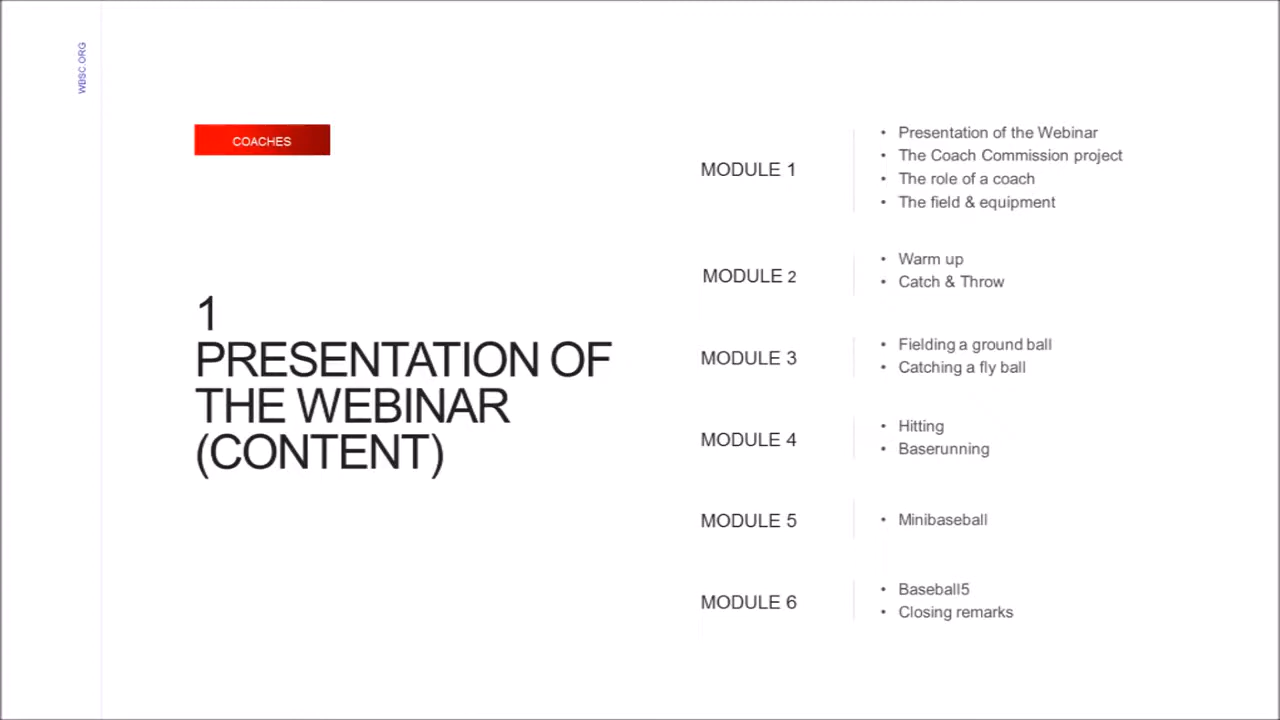 WBSC.ORG
COACHES
1
PRESENTATION OF
THE WEBINAR
(CONTENT)
MODULE 1
• Presentation of the Webinar
• The Coach Commission project
• The role of a coach
• The field & equipment
MODULE 2
• Warm up
• Catch & Throw
MODULE 3
• Fielding a ground ball
• Catching a fly ball
MODULE 4
• Hitting
• Baserunning
MODULE 5
• Minibaseball
MODULE 6
• Baseball5
• Closing remarks